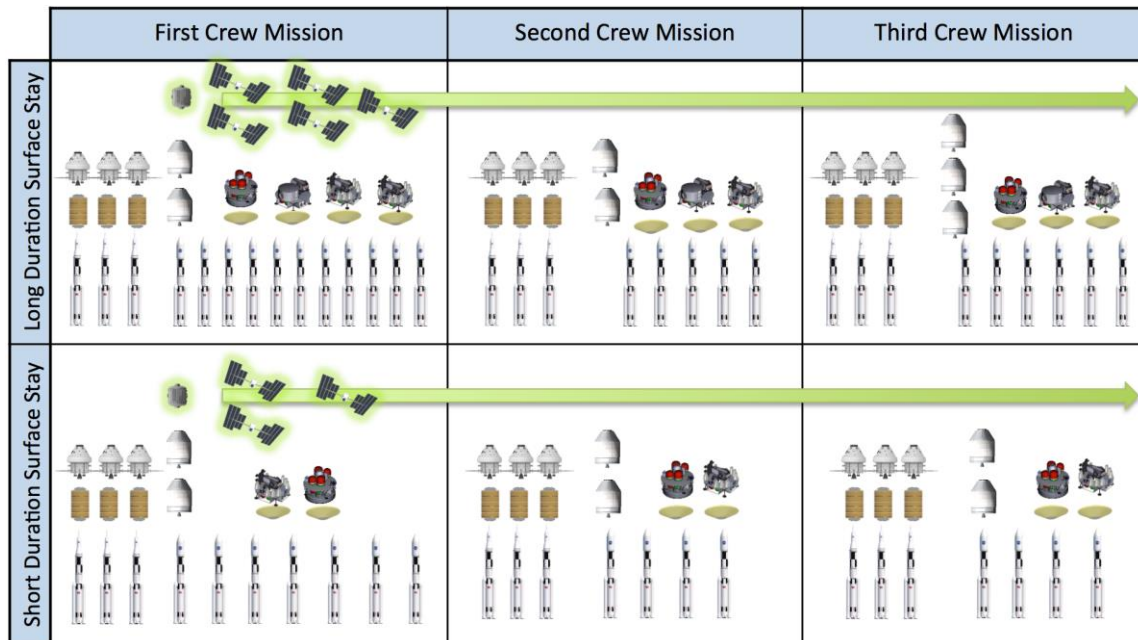 First Crew Mission
Second Crew Mission
Third Crew Mission
Long Duration Surface Stay
Short Duration Surface Stay